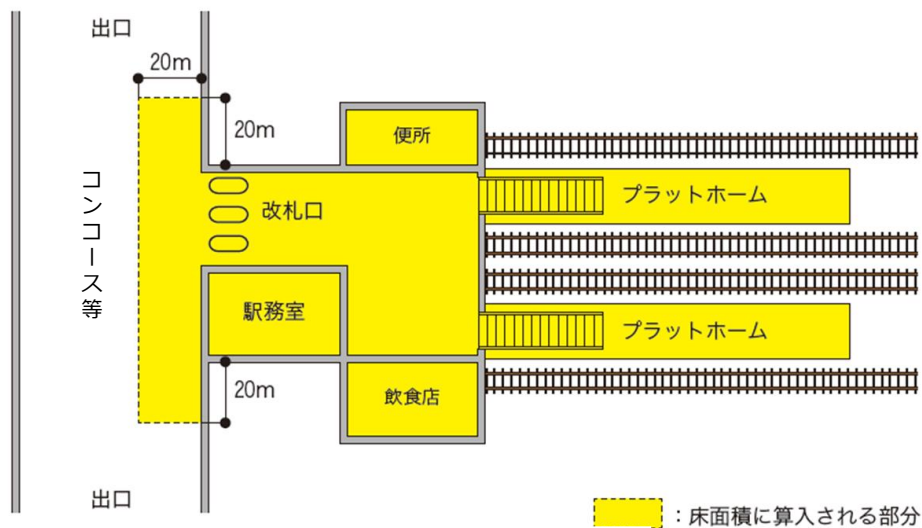 出口
20m
20m
便所
プラットホーム
コンコース等
改札口
駅務室
プラットホーム
20m
飲食店
出口
：床面積に算入される部分